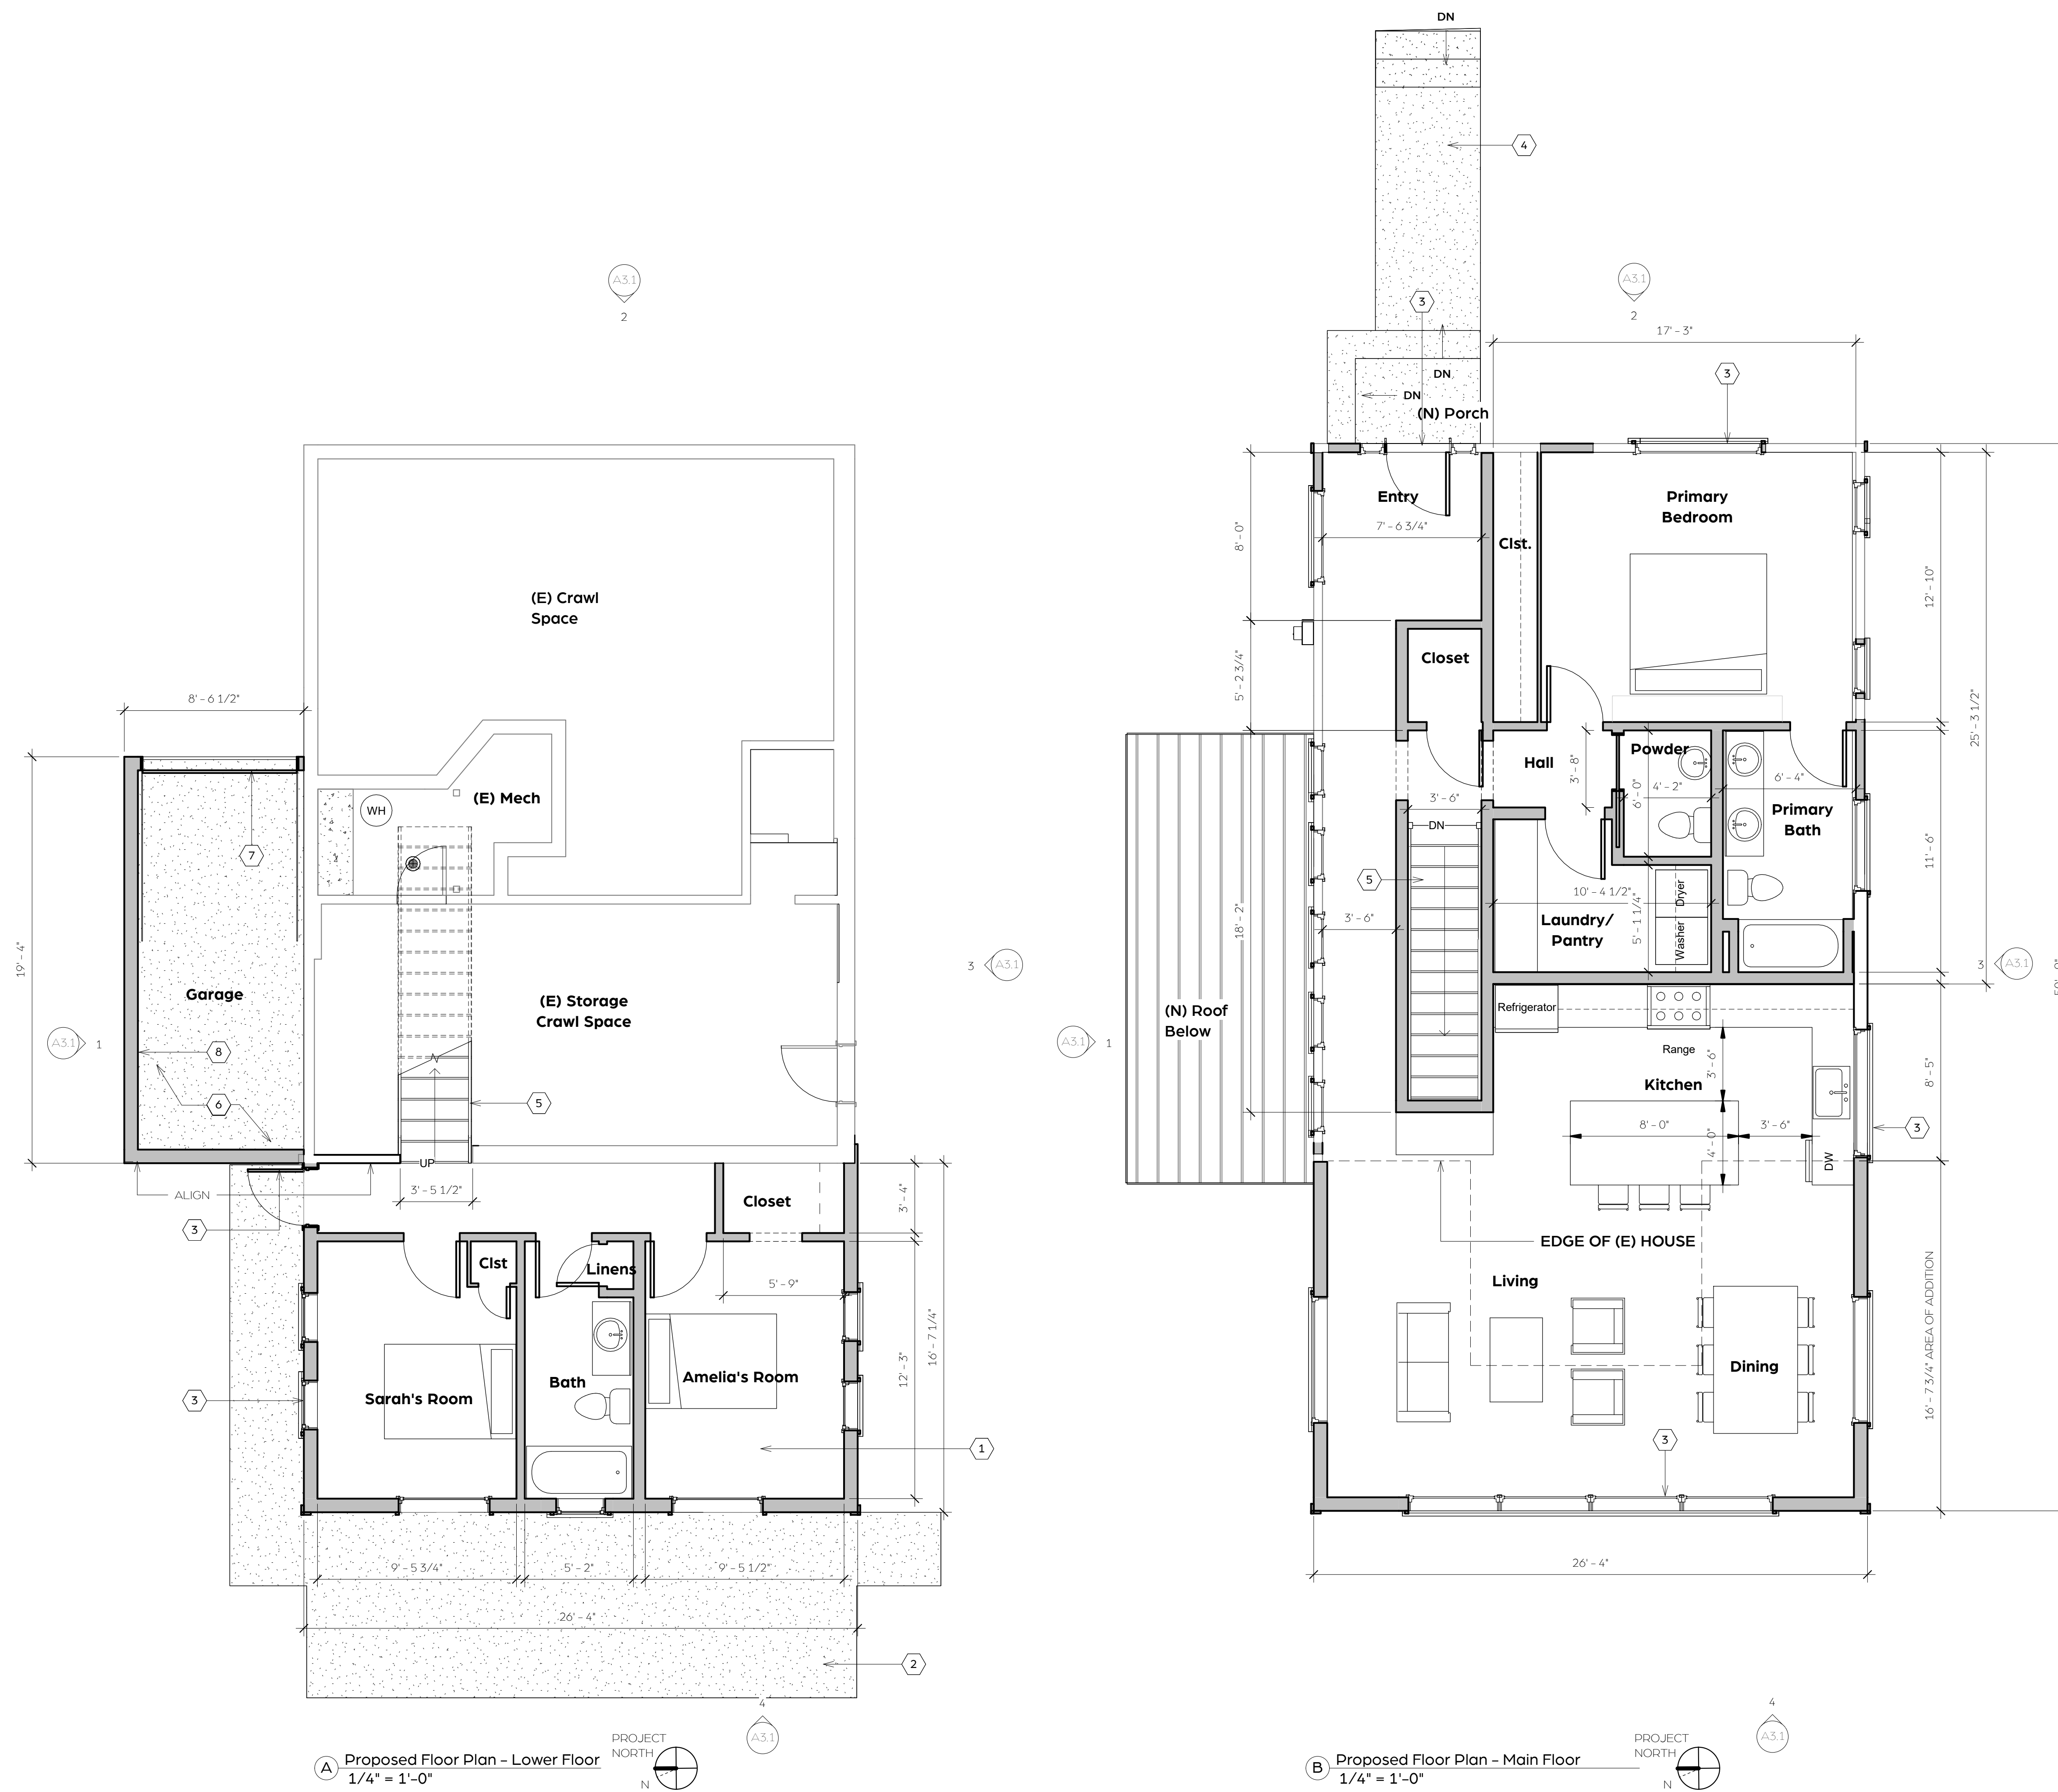 A3.1
2
8' - 6 1/2"
19' - 4"
(E) Crawl
Space
WH
(E) Mech
7
Garage
(E) Storage
Crawl Space
3
A3.1
A3.1
1
8
6
5
UP
ALIGN
3' - 5 1/2"
Closet
3' - 4"
3
Clst
Linens
5' - 9"
16' - 7 1/4"
12' - 3"
Sarah's Room
Bath
Amelia's Room
3
1
9' - 5 3/4"
5' - 2"
9' - 5 1/2"
26' - 4"
2
4
A3.1
PROJECT
NORTH
N
A
Proposed Floor Plan - Lower Floor
1/4" = 1'-0"
DN
4
A3.1
2
3
17' - 3"
3
DN
DN
(N) Porch
Entry
7' - 6 3/4"
8' - 0"
Clst.
Primary
Bedroom
12' - 10"
25' - 3 1/2"
Closet
5' - 2 3/4"
Hall
3' - 8"
Powder
6' - 0"
4' - 2"
6' - 4"
Primary
Bath
11' - 6"
3' - 6"
DN
5
10' - 4 1/2"
Laundry/
Pantry
5' - 1 1/4"
Dryer
Washer
3' - 6"
18' - 2"
3
A3.1
(N) Roof
Below
A3.1
1
Refrigerator
Range
3' - 6"
Kitchen
8' - 5"
8' - 0"
4' - 0"
3' - 6"
DW
3
EDGE OF (E) HOUSE
Living
Dining
16' - 7 3/4" AREA OF ADDITION
3
26' - 4"
4
A3.1
PROJECT
NORTH
N
B
Proposed Floor Plan - Main Floor
1/4" = 1'-0"